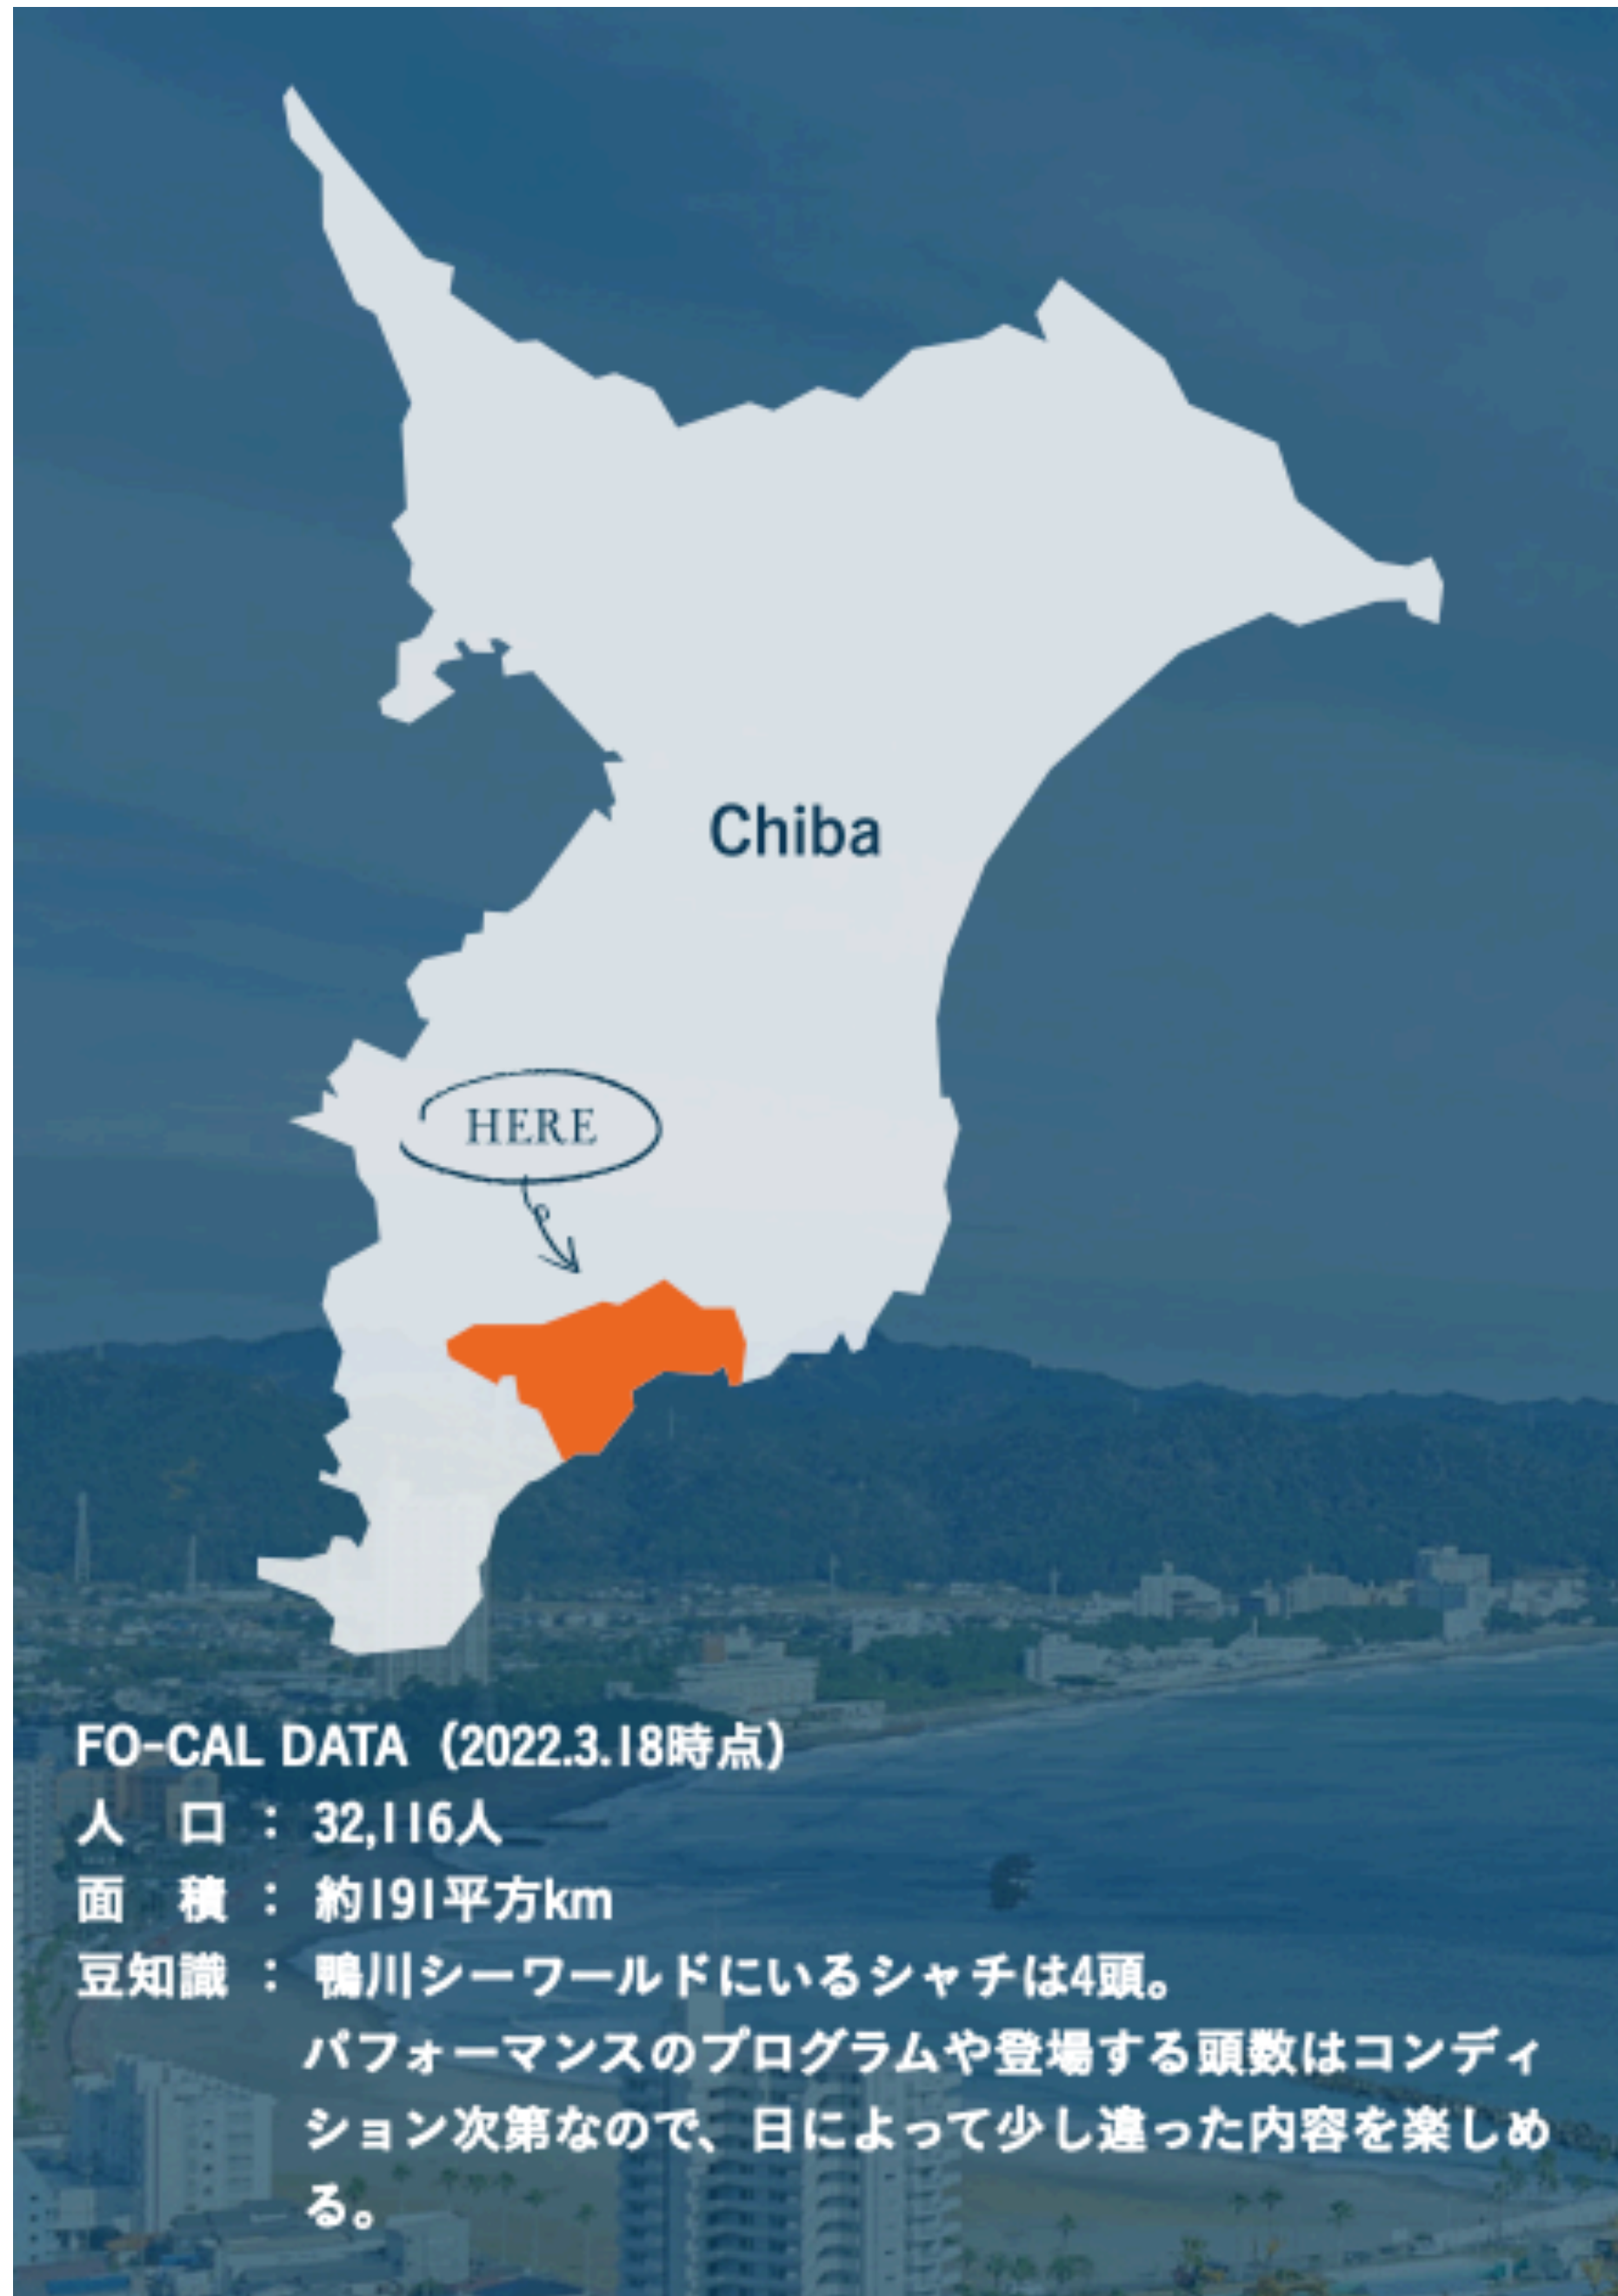 Chiba
HERE
FO-CAL DATA（2022.3.18時点）
人　口 ： 32,116人
面　積 ： 約191平方km
豆知識 ： 鴨川シーワールドにいるシャチは4頭。
パフォーマンスのプログラムや登場する頭数はコンディ
ション次第なので、日によって少し違った内容を楽しめ
る。